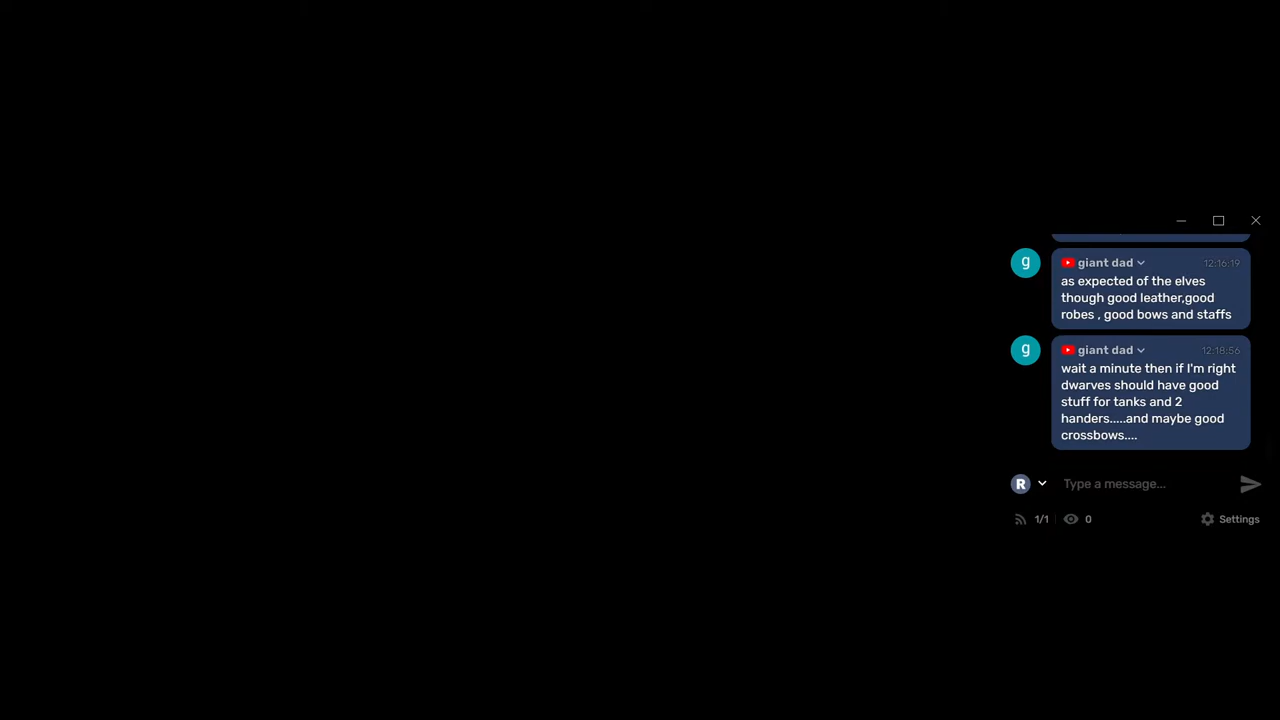 g
giant dad 12:16:19
as expected of the elves
though good leather,good
robes , good bows and staffs
g
giant dad 12:18:56
wait a minute then if I'm right
dwarves should have good
stuff for tanks and 2
handers.....and maybe good
crossbows....
R Type a message...
1/1 0 Settings